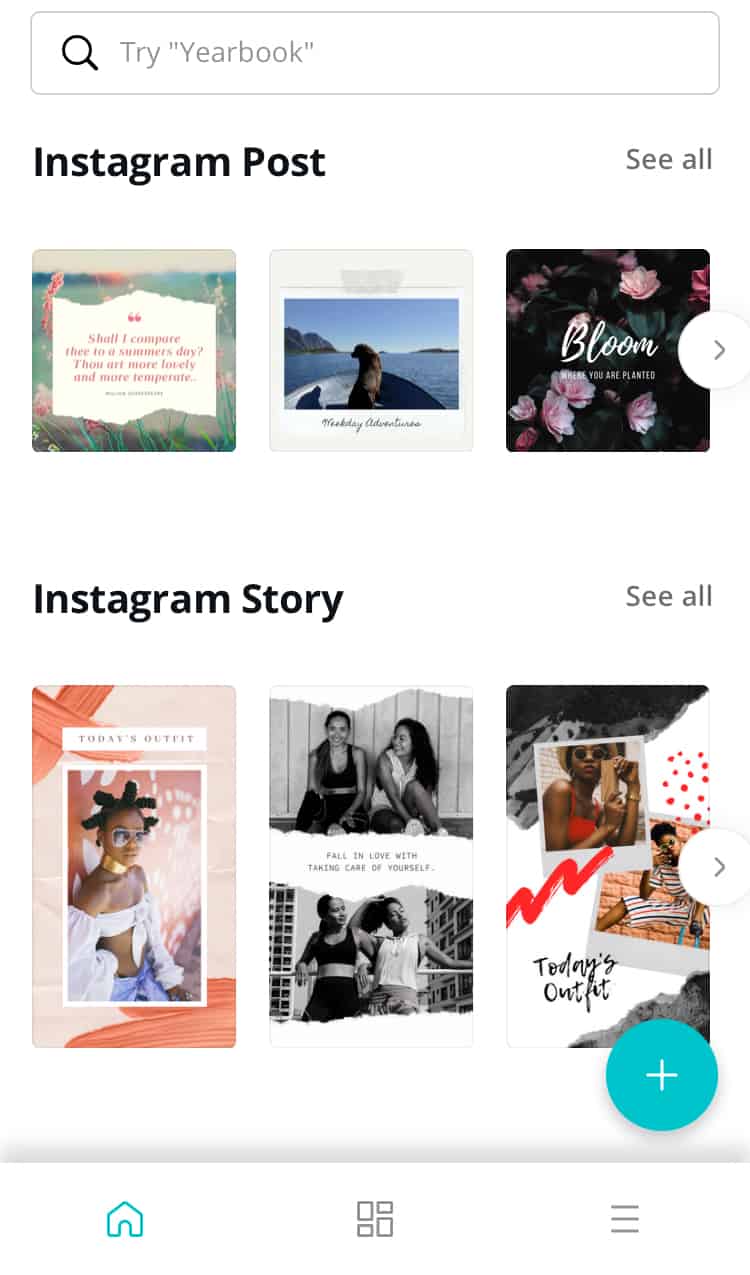 Try "Yearbook"
Instagram Post
See all
Shall I compare
thee to a summers day?
Thou art more lovely
and more temperate..
WILLIAM SHAKESPEARE
Weekday Adventures
Bloom
WHERE YOU ARE PLANTED
Instagram Story
See all
TODAY'S OUTFIT
FALL IN LOVE WITH
TAKING CARE OF YOURSELF.
Today's
Outfit